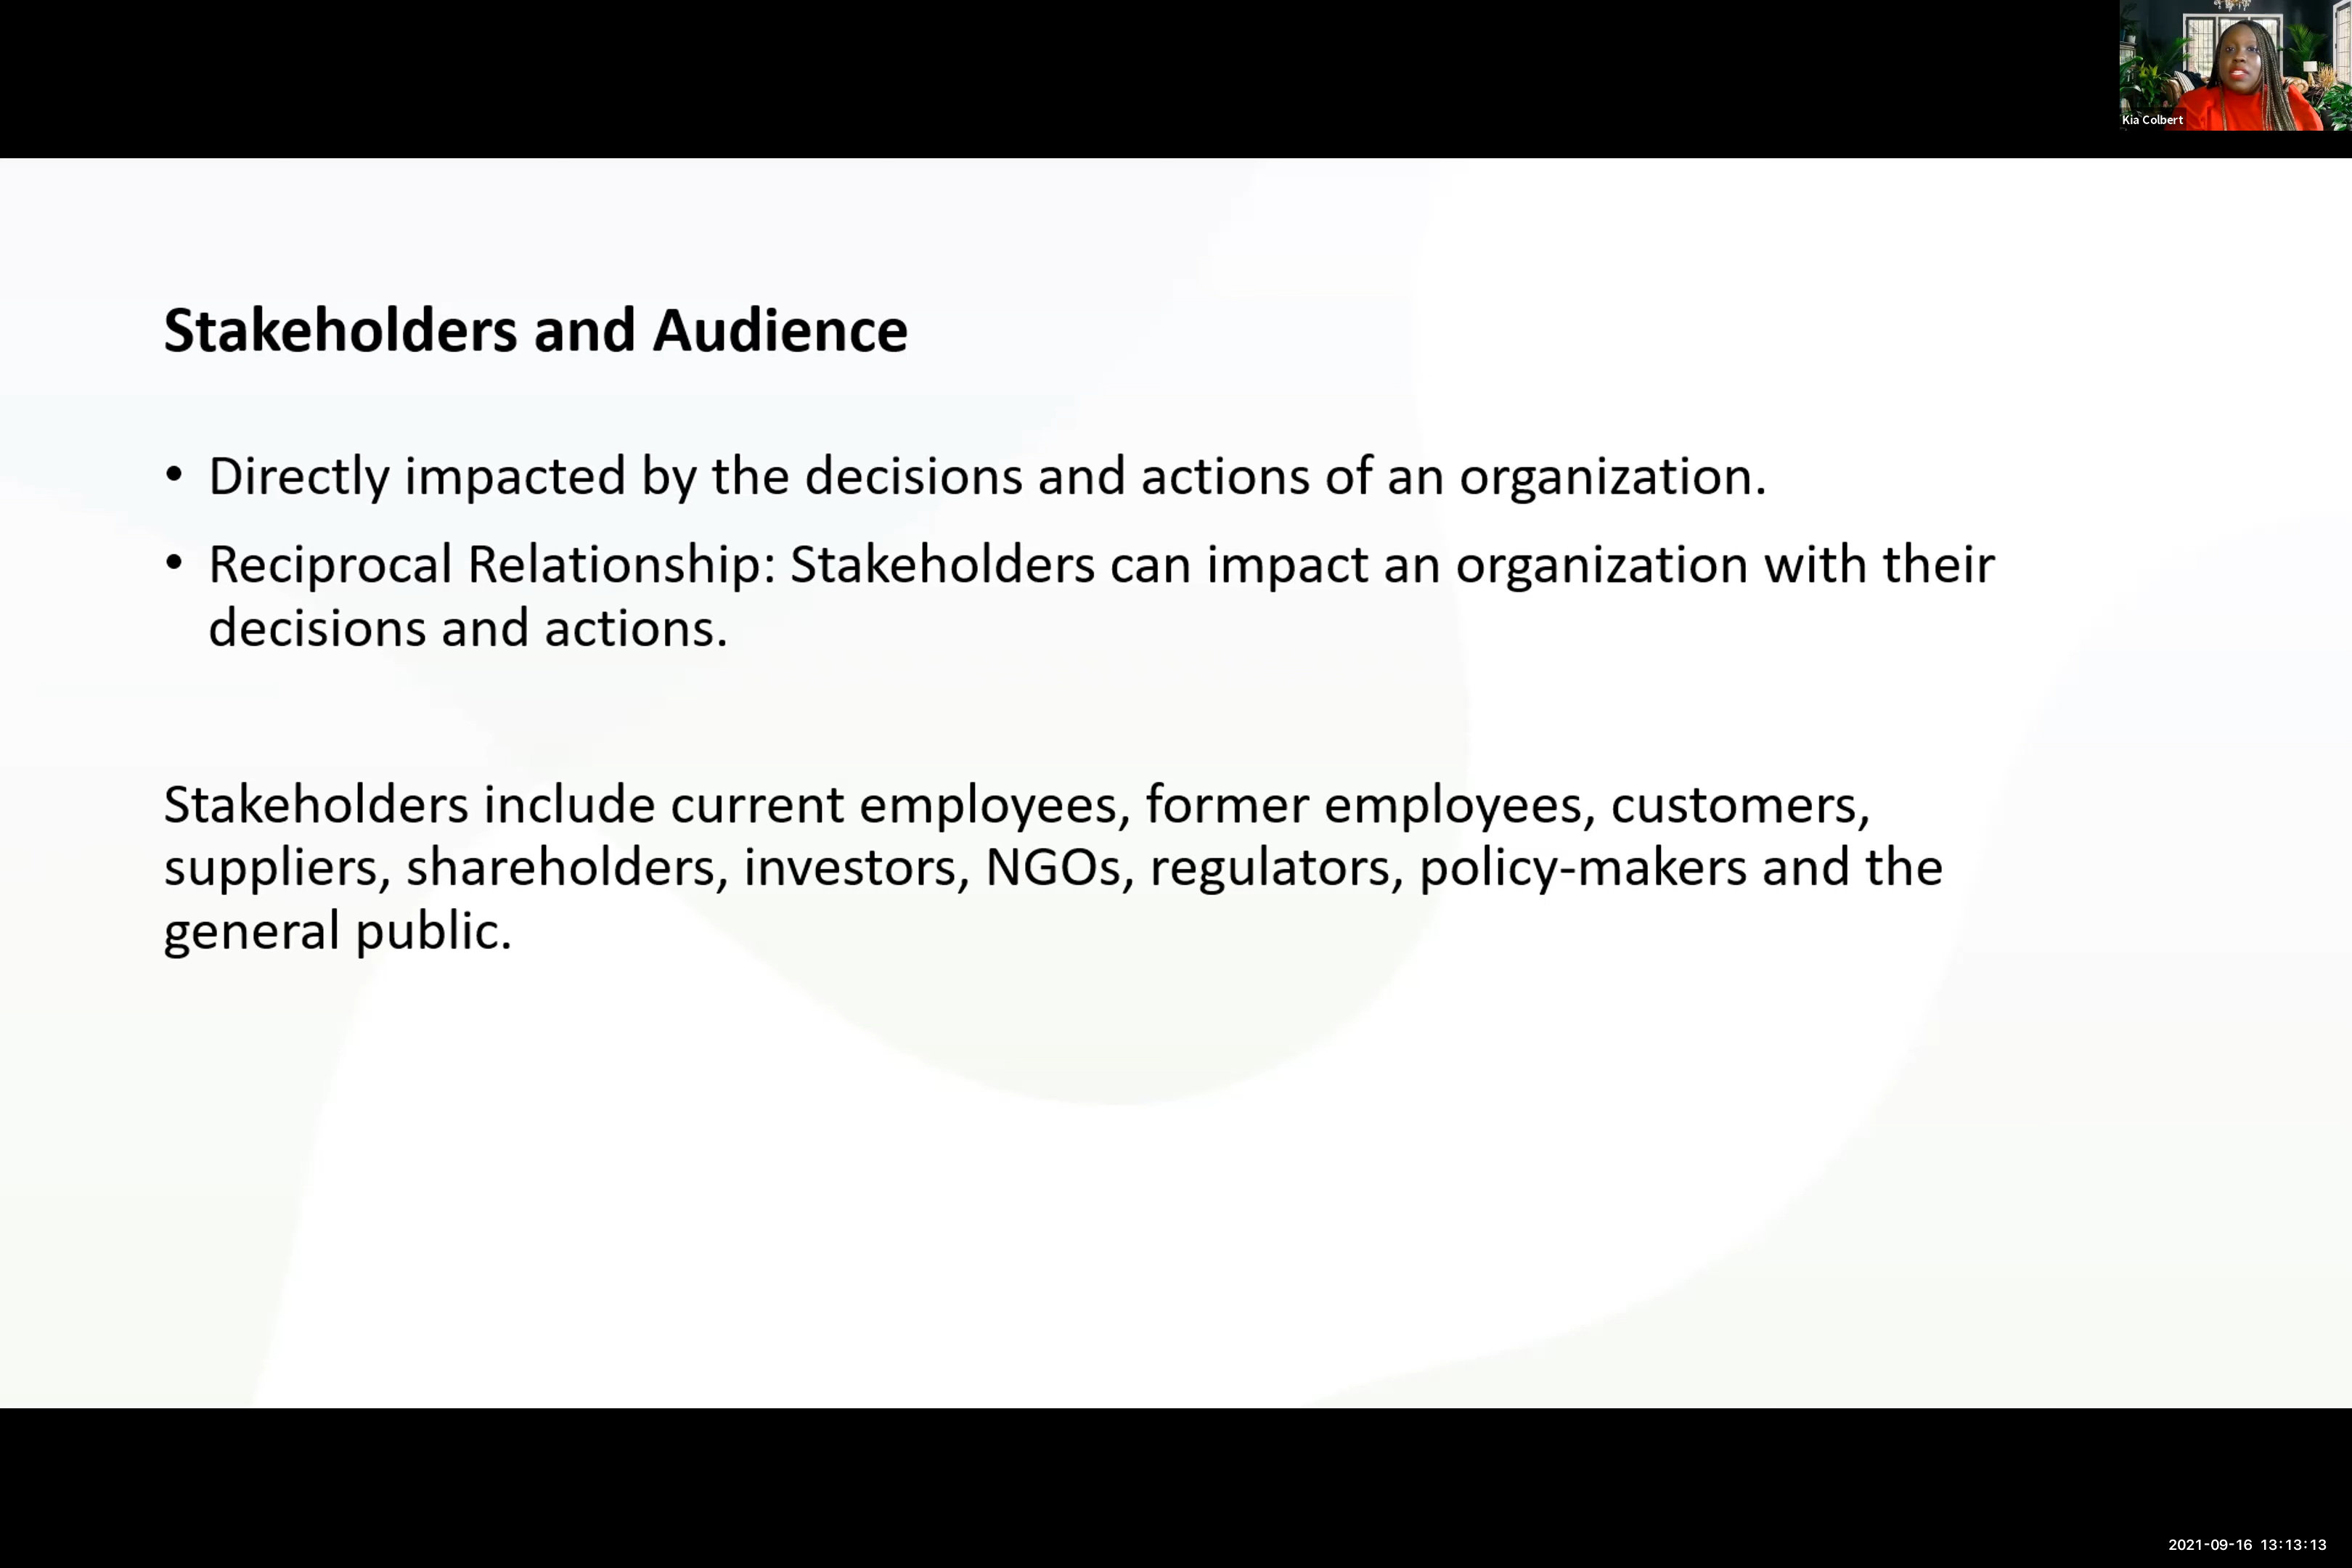 Kia Colbert
Stakeholders and Audience
• Directly impacted by the decisions and actions of an organization.
• Reciprocal Relationship: Stakeholders can impact an organization with their
decisions and actions.
Stakeholders include current employees, former employees, customers,
suppliers, shareholders, investors, NGOs, regulators, policy-makers and the
general public.
2021-09-16 13:13:13